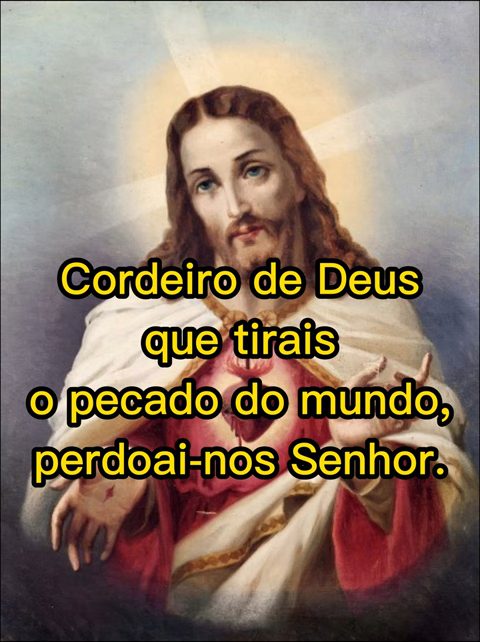 Cordeiro de Deus
que tirais
o pecado do mundo,
perdoai-nos Senhor.